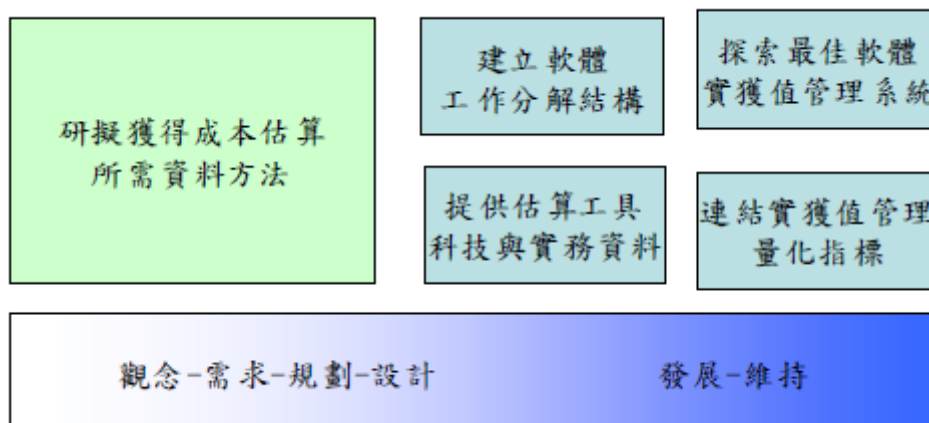 研擬獲得成本估算
所需資料方法
建立軟體
工作分解結構
探索最佳軟體
實獲值管理系統
提供估算工具
科技與實務資料
連結實獲值管理
量化指標
觀念-需求-規劃-設計
發展-維持